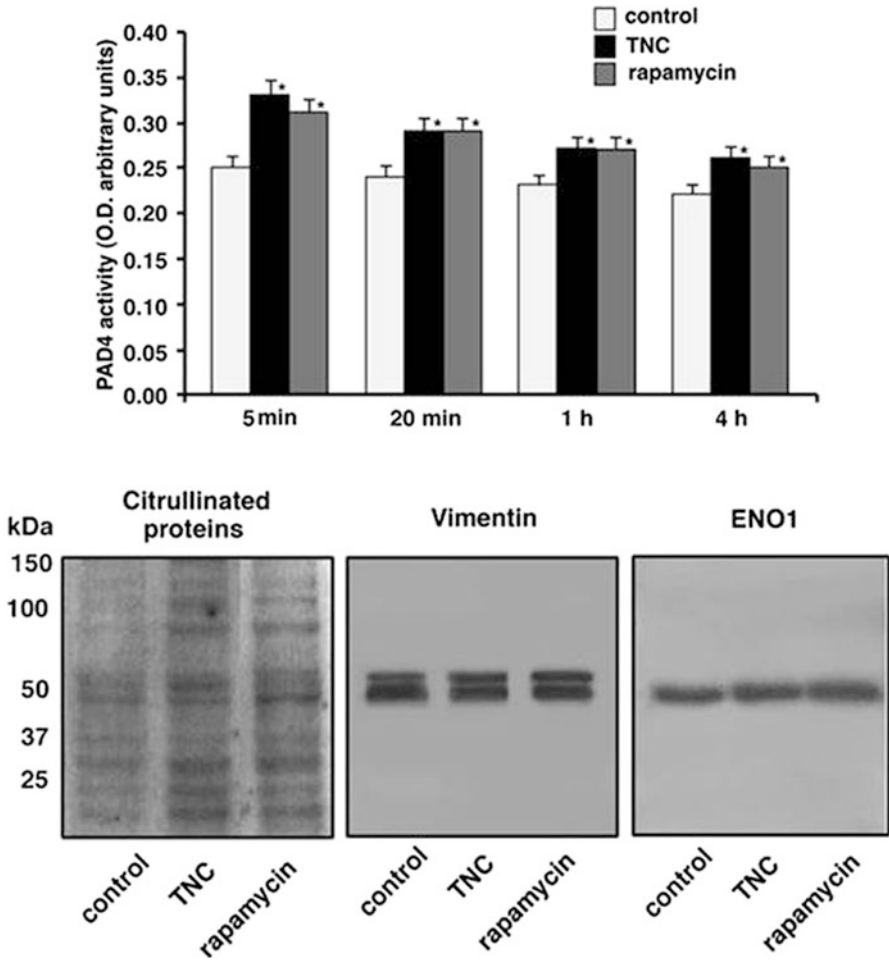 control
TNC
rapamycin
PAD4 activity (O.D. arbitrary units)
0.40
0.35
0.30
0.25
0.20
0.15
0.10
0.05
0.00
* * * * * * * *
5min 20 min 1 h 4 h
Citrullinated
proteins
Vimentin
ENO1
kDa
150
100
50
37
25
control TNC rapamycin control TNC rapamycin control TNC rapamycin